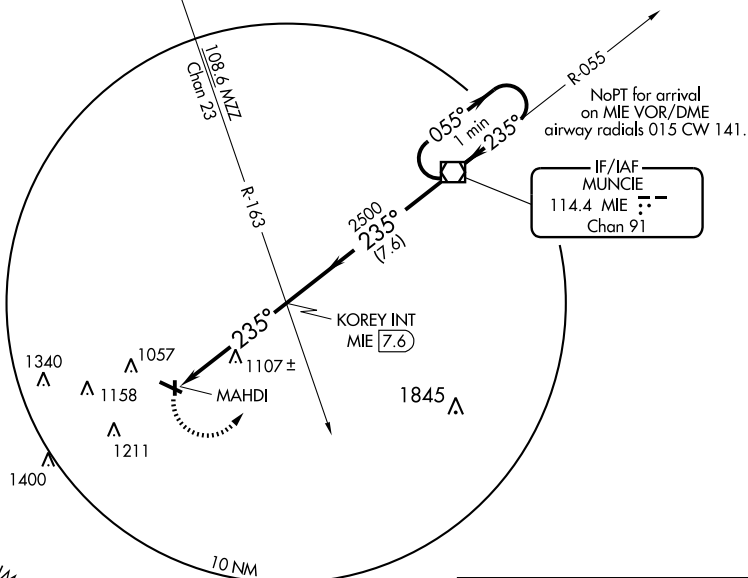 108.6 MZZ
Chan 23
R-163
R-055
NoPT for arrival
on MIE VOR/DME
airway radials 015 CW 141.
055°
1 min
235°
IF/IAF
MUNCIE
114.4 MIE
Chan 91
2500
235°
(7.6)
KOREY INT
MIE 7.6
235°
1340
1057
1107 ±
1158
MAHDI
1845
1211
1400
10 NM